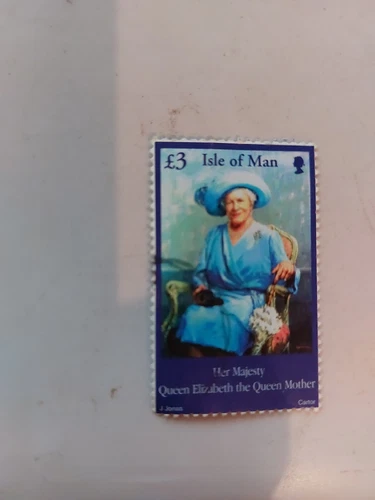 £3 Isle of Man
Her Majesty
Queen Elizabeth the Queen Mother
J Jones Cartor